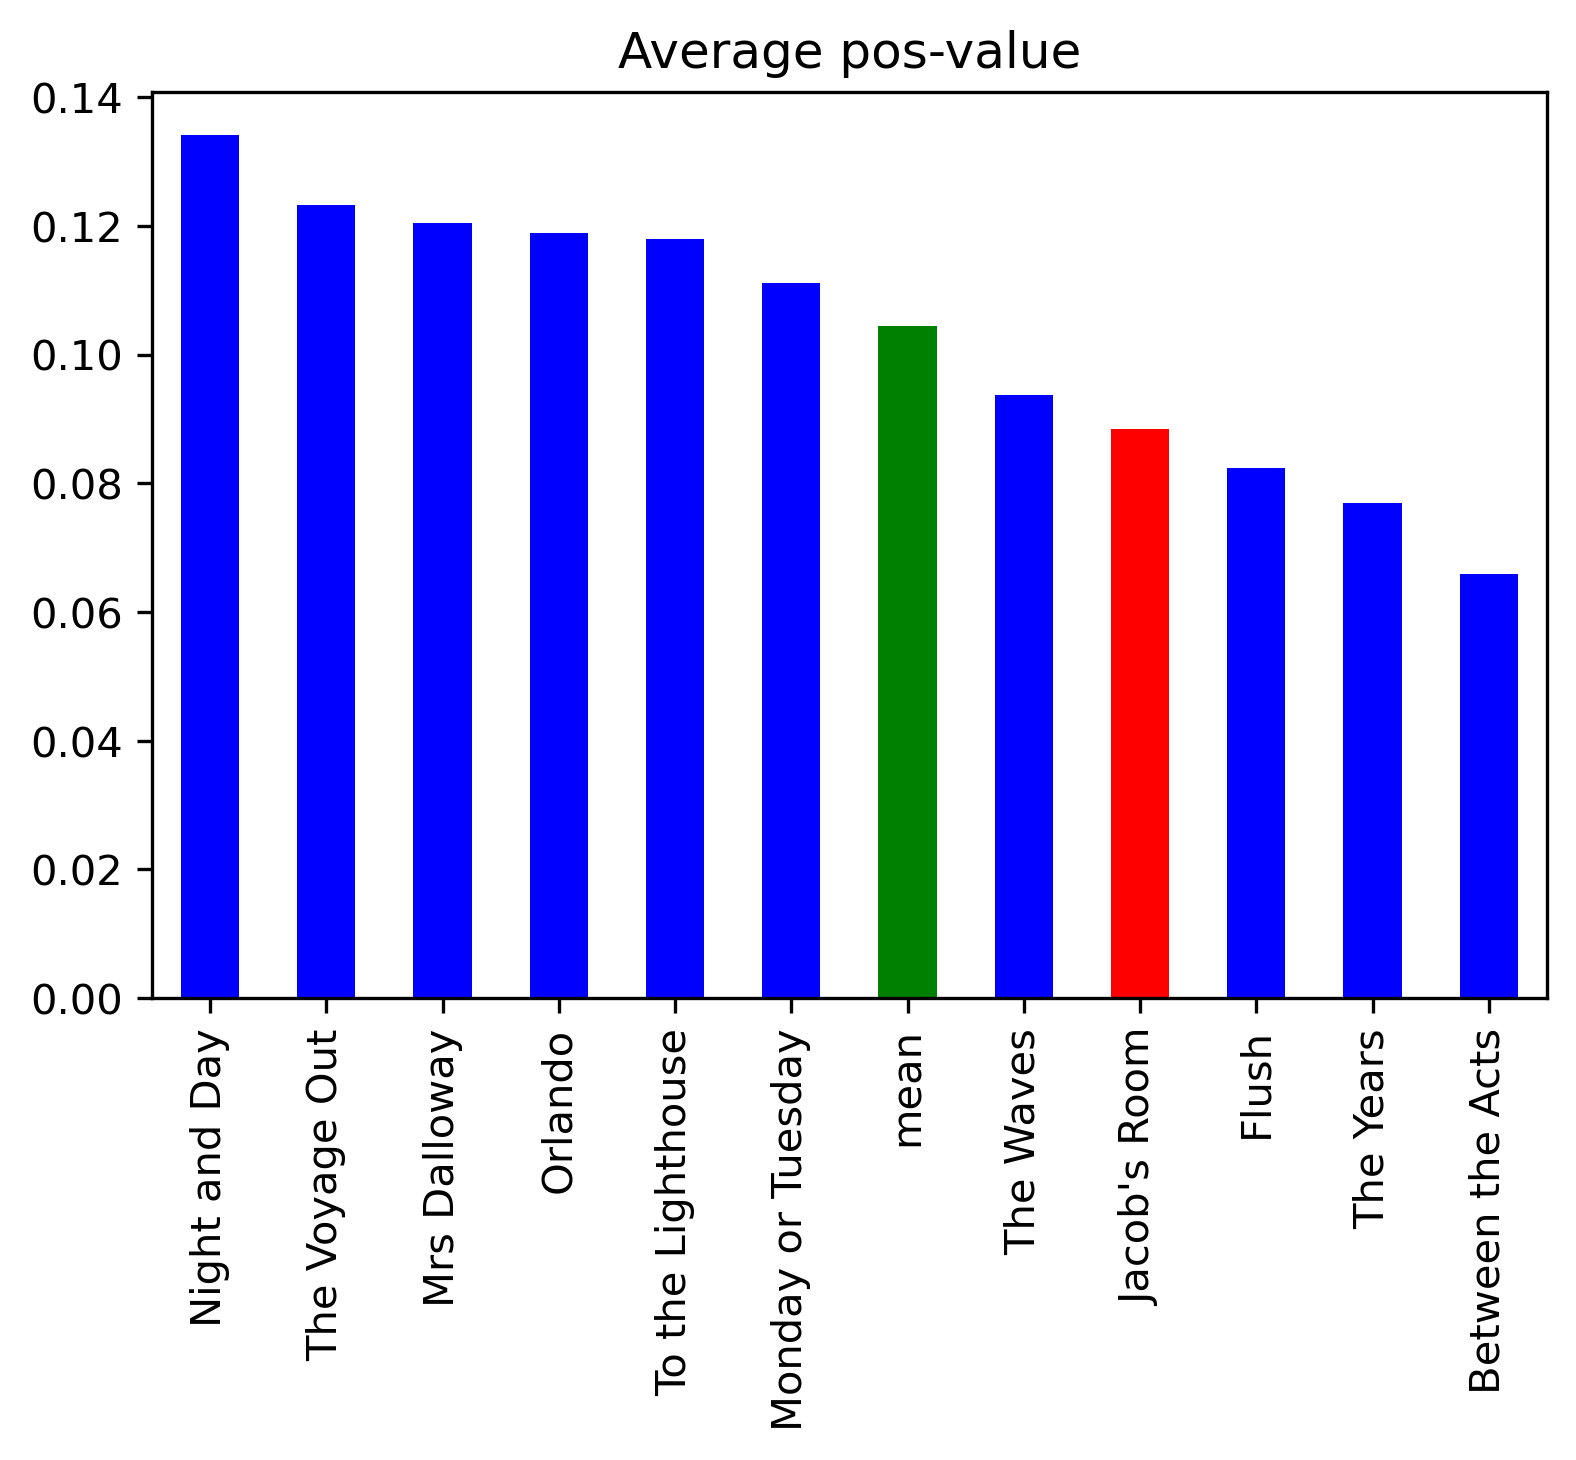 Average pos-value
0.14
0.12
0.10
0.08
0.06
0.04
0.02
0.00
Night and Day
The Voyage Out
Mrs Dalloway
Orlando
To the Lighthouse
Monday or Tuesday
mean
The Waves
Jacob's Room
Flush
The Years
Between the Acts